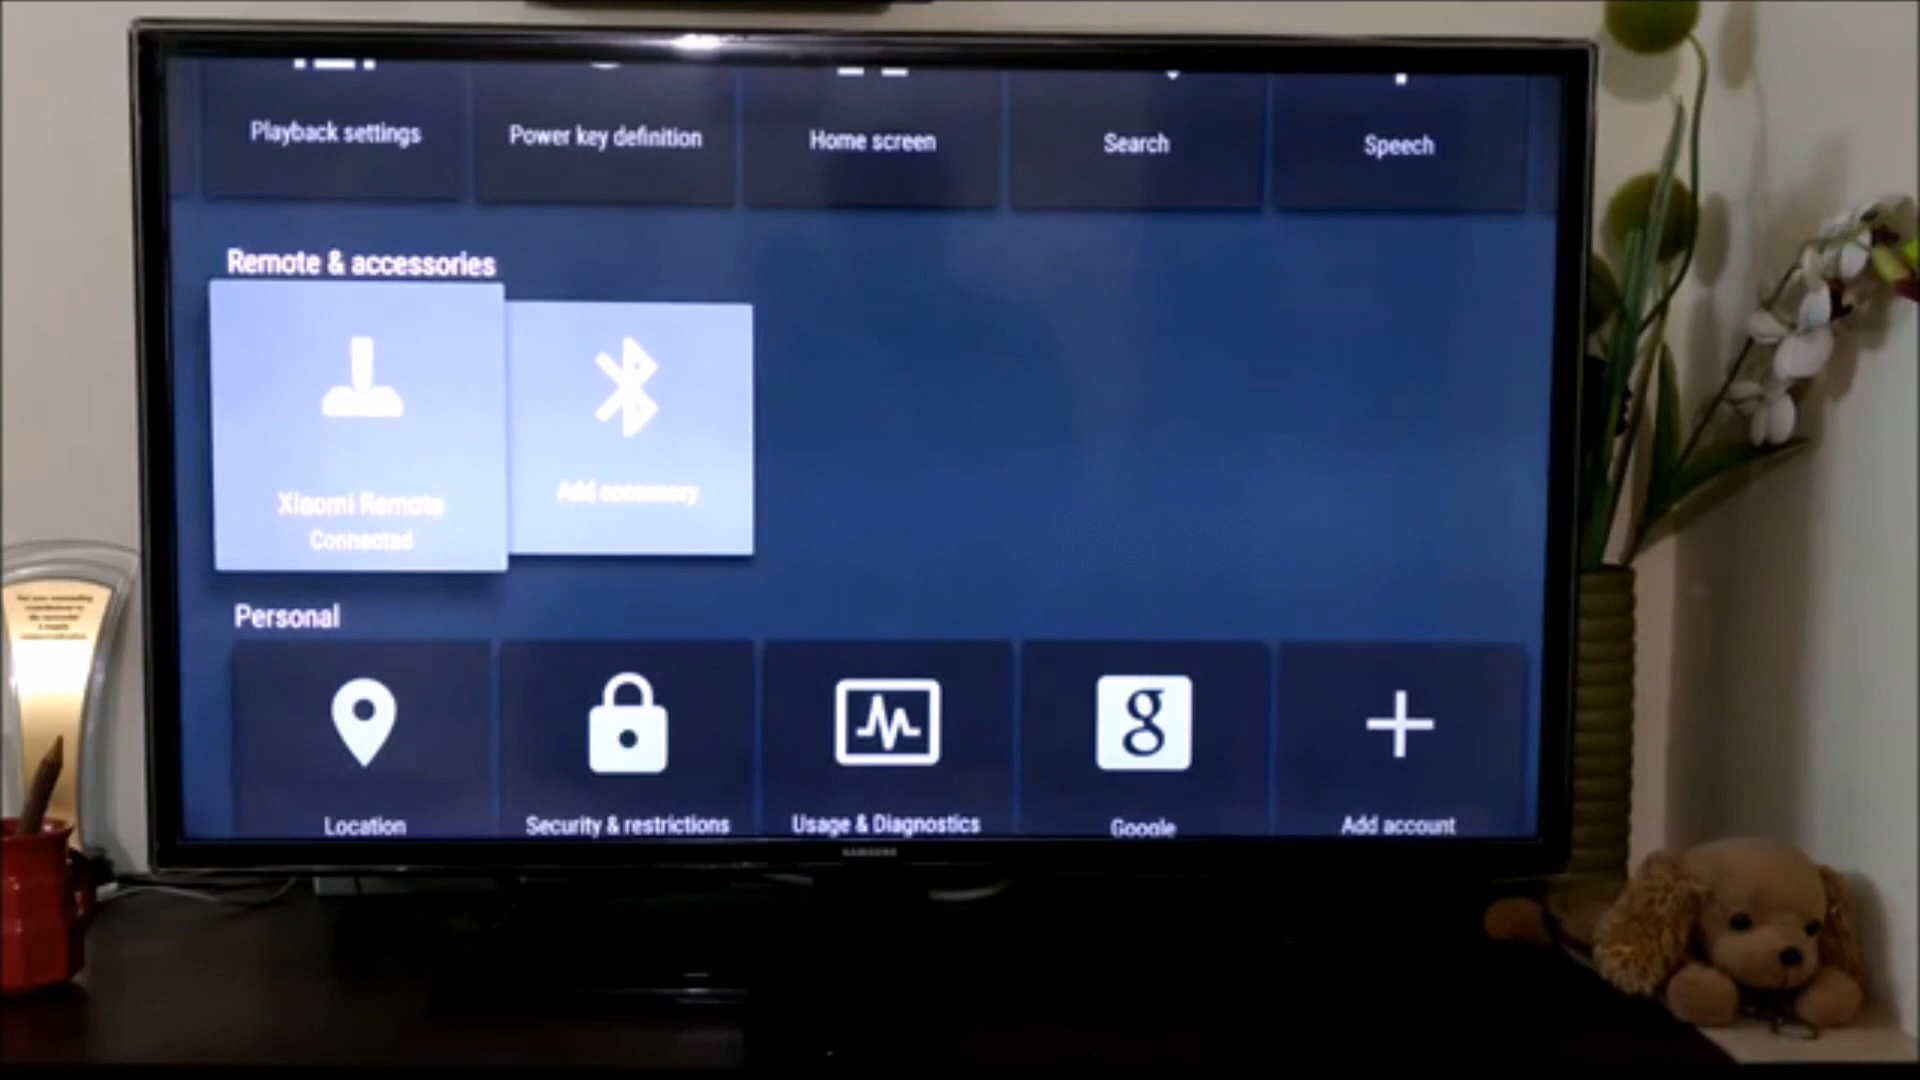 Playback settings
Power key definition
Home screen
Search
Speech
Remote & accessories
Xiaomi Remote
Connected
Add accessory
Personal
Location
Security & restrictions
Usage & Diagnostics
Google
Add account
SAMSUNG